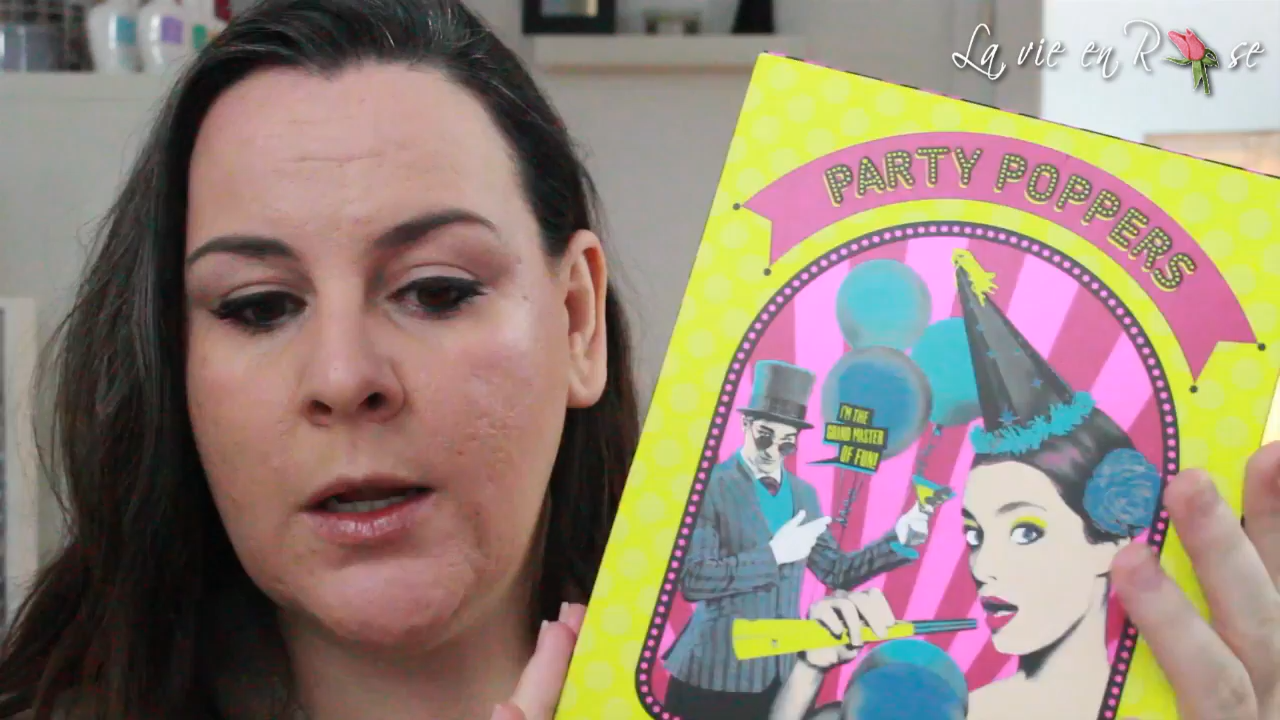 La vie en Rose
PARTY POPPERS
I'M THE
GRAND MASTER
OF FUN!